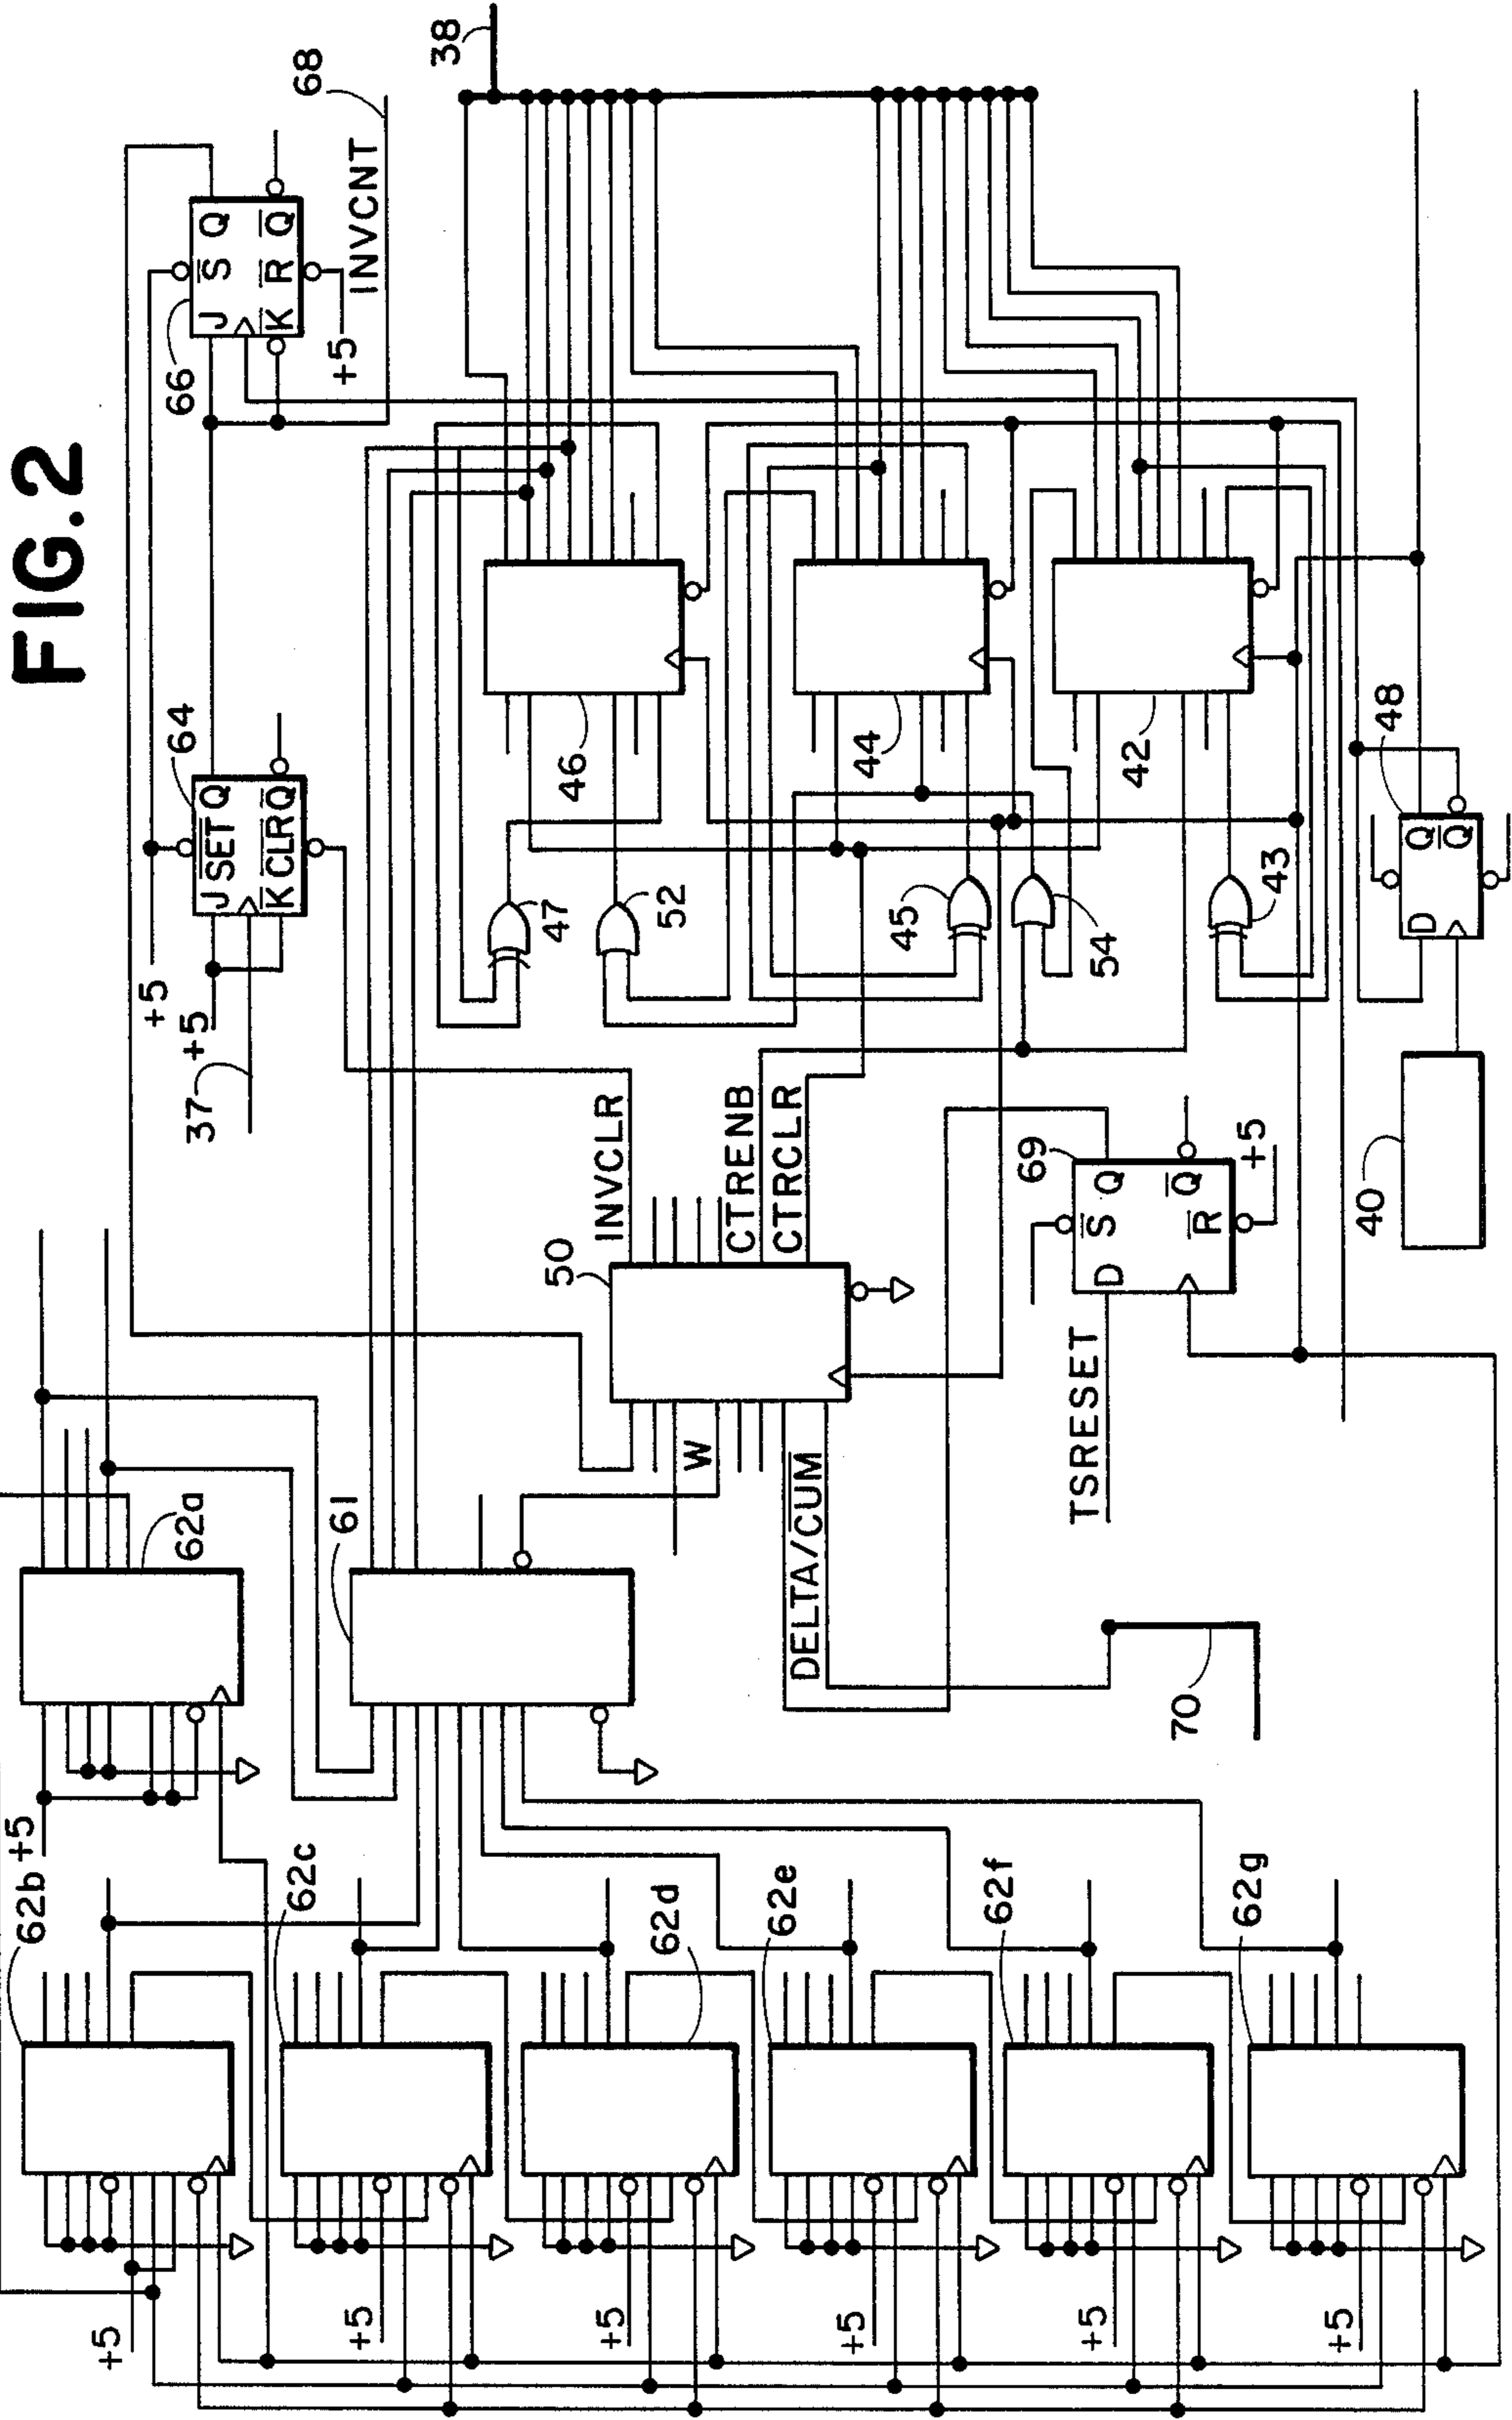 FIG. 2
38
68
INVCNT
66
J S Q
K R Q
+5
64
J SET Q
K CLR Q
+5
+5
37
46
44
42
48
D Q
Q
47
52
45
54
43
40
INVCLR
CTRENB
CTRCLR
50
69
D S Q
R Q
+5
TSRESET
W
DELTA/CUM
61
62a
70
+5
62b
62c
62d
62e
62f
62g
+5
+5
+5
+5
+5
+5